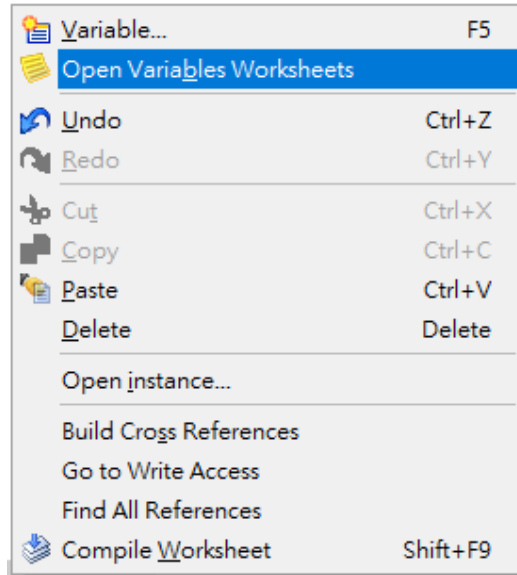 Variable... F5
Open Variables Worksheets
Undo Ctrl+Z
Redo Ctrl+Y
Cut Ctrl+X
Copy Ctrl+C
Paste Ctrl+V
Delete Delete
Open instance...
Build Cross References
Go to Write Access
Find All References
Compile Worksheet Shift+F9